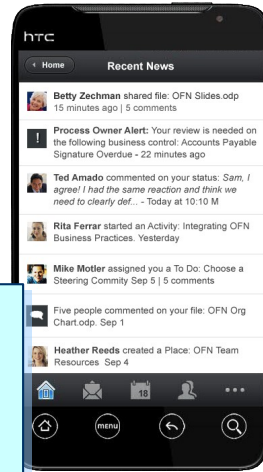 hTC
Home
Recent News
Betty Zechman shared file: OFN Slides.odp
15 minutes ago | 5 comments
Process Owner Alert: Your review is needed on
the following business control: Accounts Payable
Signature Overdue - 22 minutes ago
Ted Amado commented on your status: Sam, I
agree! I had the same reaction and think we
need to clearly def... - Today at 10:10 M
Rita Ferrar started an Activity: Integrating OFN
Business Practices. Yesterday
Mike Motler assigned you a To Do: Choose a
Steering Commity Sep 5 | 5 comments
Five people commented on your file: OFN Org
Chart.odp. Sep 1
Heather Reeds created a Place: OFN Team
Resources Sep 4
18
menu